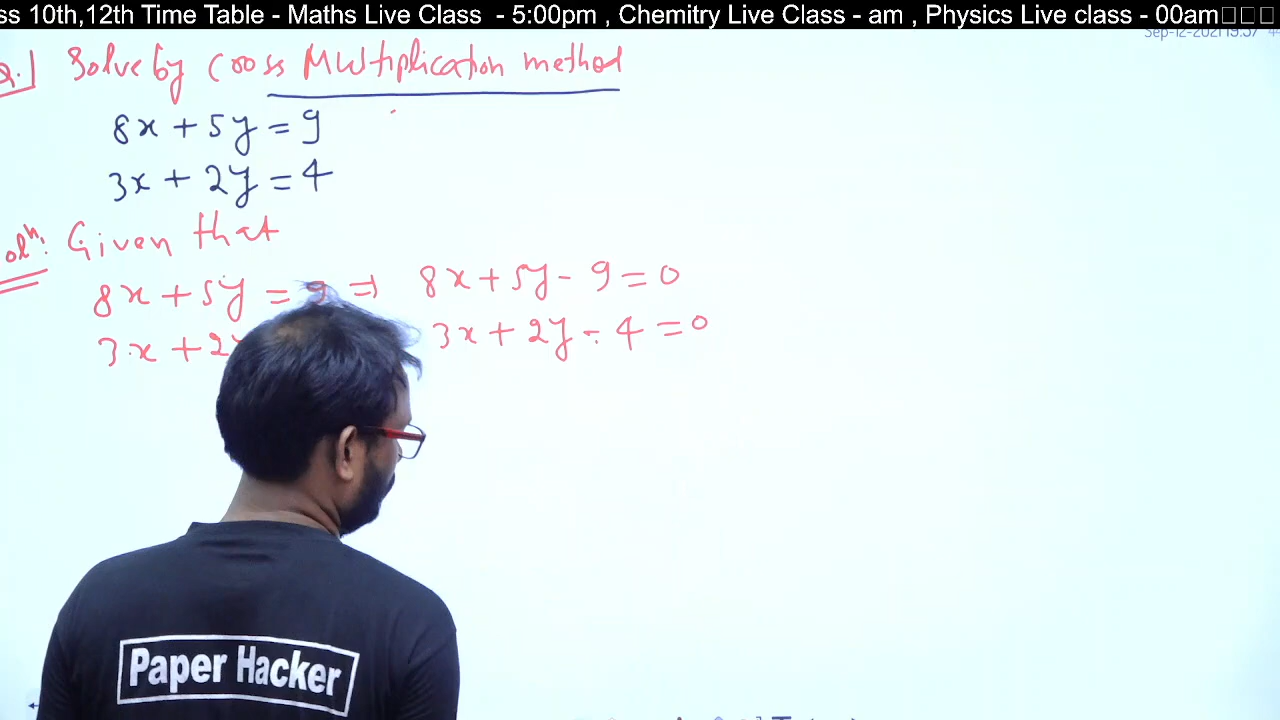 ss 10th,12th Time Table - Maths Live Class - 5:00pm , Chemitry Live Class - am , Physics Live class - 00am
Sep-12-2021 19:37
Q.1 Solve by Cross Multiplication method
8x + 5y = 9
3x + 2y = 4
Solⁿ: Given that
8x + 5y = 9 ⇒ 8x + 5y - 9 = 0
3x + 2y 3x + 2y - 4 = 0
Paper Hacker